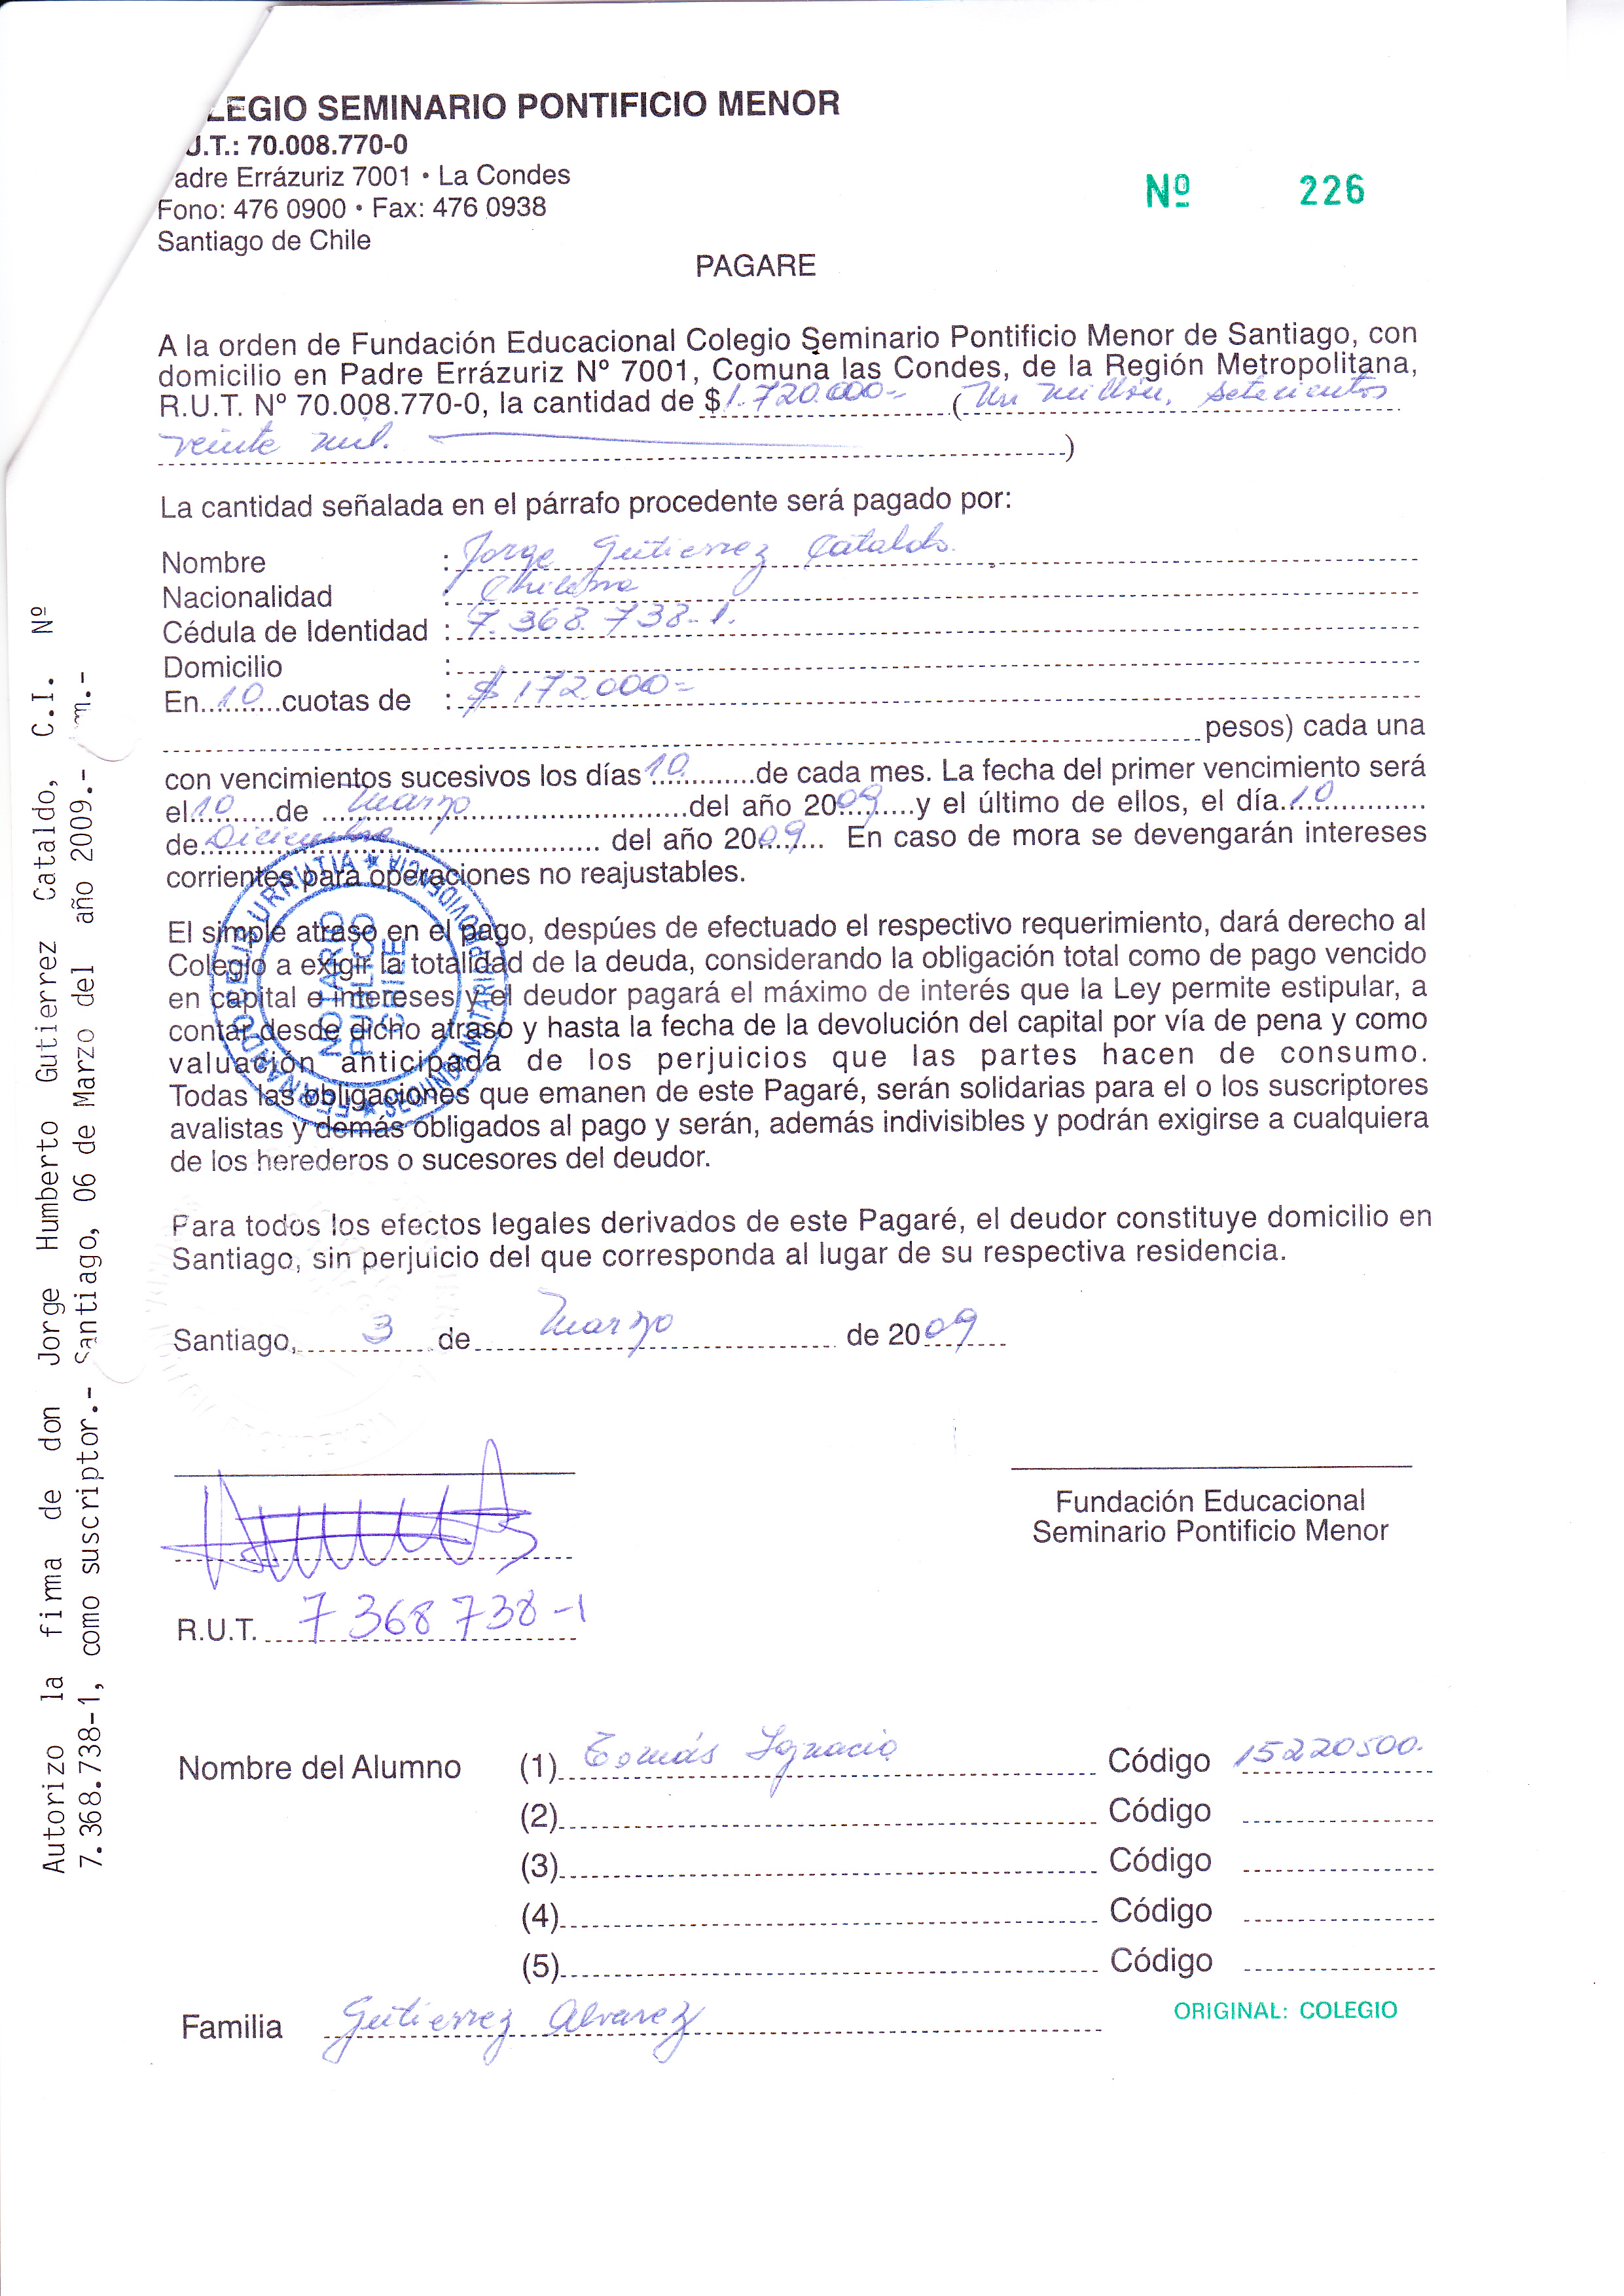 LEGIO SEMINARIO PONTIFICIO MENOR
U.T.: 70.008.770-0
adre Errázuriz 7001 • La Condes
Fono: 476 0900 • Fax: 476 0938
Santiago de Chile
Nº 226
PAGARE
A la orden de Fundación Educacional Colegio Seminario Pontificio Menor de Santiago, con
domicilio en Padre Errázuriz Nº 7001, Comuna las Condes, de la Región Metropolitana,
R.U.T. Nº 70.008.770-0, la cantidad de $ 1.720.000- (Un millón, setecientos
veinte mil. )
La cantidad señalada en el párrafo procedente será pagado por:
Nombre : Jorge Gutierrez Cataldo.
Nacionalidad : Chilena
Cédula de Identidad : 7.368.738-1.
Domicilio :
En 10 cuotas de : $ 172.000=
pesos) cada una
con vencimientos sucesivos los días 10 de cada mes. La fecha del primer vencimiento será
el 10 de Marzo del año 2009 y el último de ellos, el día 10
de Diciembre del año 2009. En caso de mora se devengarán intereses
corrientes para operaciones no reajustables.
El simple atraso en el pago, despúes de efectuado el respectivo requerimiento, dará derecho al
Colegio a exigir la totalidad de la deuda, considerando la obligación total como de pago vencido
en capital e intereses y el deudor pagará el máximo de interés que la Ley permite estipular, a
contar desde dicho atraso y hasta la fecha de la devolución del capital por vía de pena y como
valuación anticipada de los perjuicios que las partes hacen de consumo.
Todas las obligaciones que emanen de este Pagaré, serán solidarias para el o los suscriptores
avalistas y demás obligados al pago y serán, además indivisibles y podrán exigirse a cualquiera
de los herederos o sucesores del deudor.
NOTARIO
PUBLICO
CHILE
Para todos los efectos legales derivados de este Pagaré, el deudor constituye domicilio en
Santiago, sin perjuicio del que corresponda al lugar de su respectiva residencia.
Santiago, 3 de Marzo de 2009
Fundación Educacional
Seminario Pontificio Menor
R.U.T. 7 368 738-1
Nombre del Alumno (1) Tomás Ignacio Código 15220500.
(2) Código
(3) Código
(4) Código
(5) Código
Familia Gutierrez Alvarez
ORIGINAL: COLEGIO
Autorizo la firma de don Jorge Humberto Gutierrez Cataldo, C.I. Nº
7.368.738-1, como suscriptor.- Santiago, 06 de Marzo del año 2009.- m.-